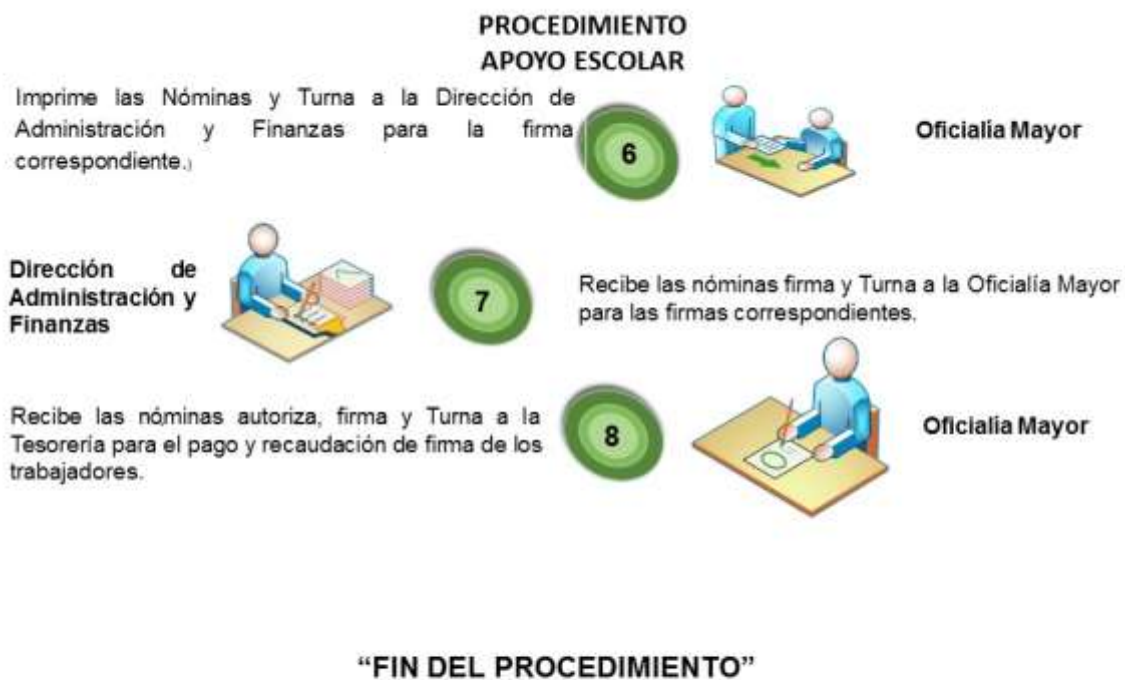 PROCEDIMIENTO
APOYO ESCOLAR
Imprime las Nóminas y Turna a la Dirección de
Administración y Finanzas para la firma
correspondiente.)
6
Oficialía Mayor
Dirección de
Administración y
Finanzas
7
Recibe las nóminas firma y Turna a la Oficialía Mayor
para las firmas correspondientes.
Recibe las nóminas autoriza, firma y Turna a la
Tesorería para el pago y recaudación de firma de los
trabajadores.
8
Oficialía Mayor
“FIN DEL PROCEDIMIENTO”